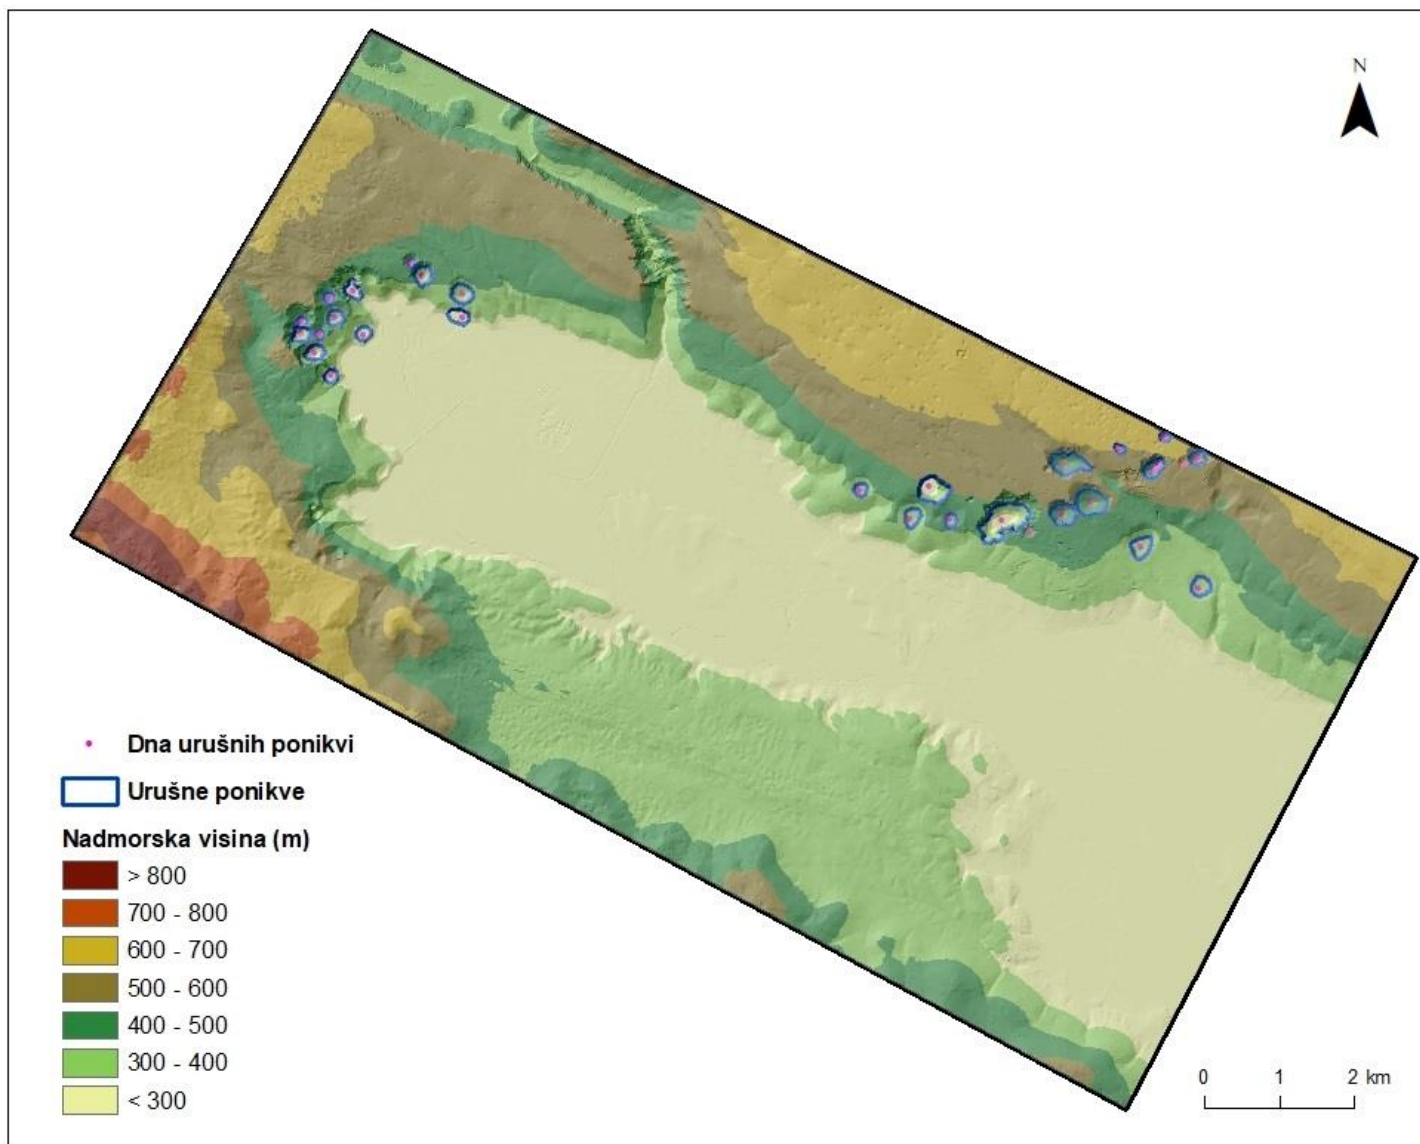 N
Dna urušnih ponikvi
Urušne ponikve
Nadmorska visina (m)
> 800
700 - 800
600 - 700
500 - 600
400 - 500
300 - 400
< 300
0 1 2 km